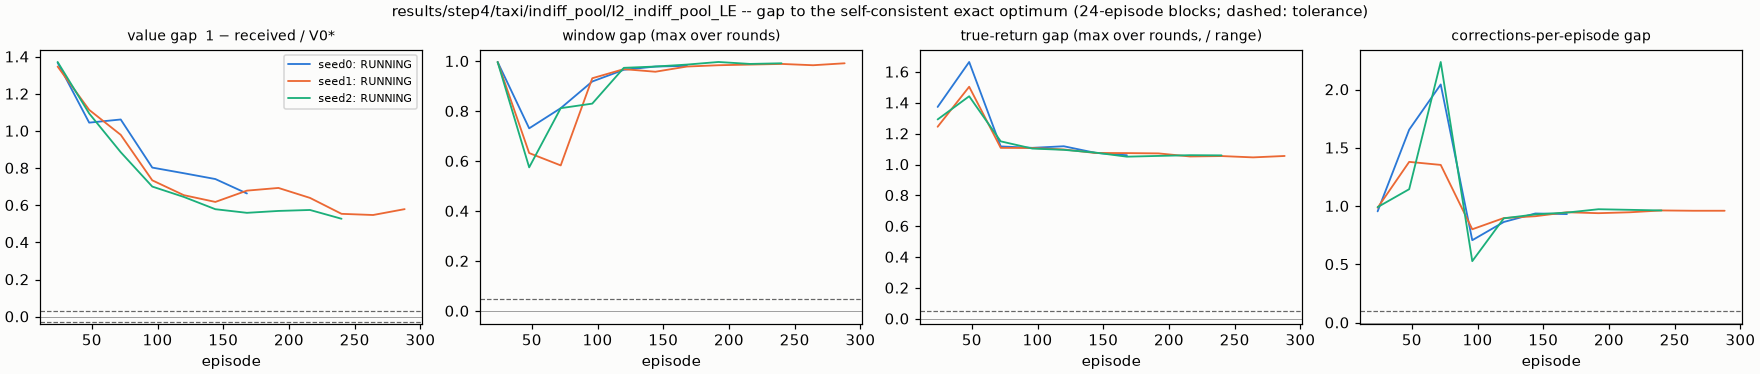 results/step4/taxi/indiff_pool/l2_indiff_pool_LE -- gap to the self-consistent exact optimum (24-episode blocks; dashed: tolerance)
value gap  1 − received / V0*
seed0: RUNNING
seed1: RUNNING
seed2: RUNNING
1.4
1.2
1.0
0.8
0.6
0.4
0.2
0.0
50 100 150 200 250 300
episode
window gap (max over rounds)
1.0
0.8
0.6
0.4
0.2
0.0
50 100 150 200 250 300
episode
true-return gap (max over rounds, / range)
1.6
1.4
1.2
1.0
0.8
0.6
0.4
0.2
0.0
50 100 150 200 250 300
episode
corrections-per-episode gap
2.0
1.5
1.0
0.5
0.0
50 100 150 200 250 300
episode